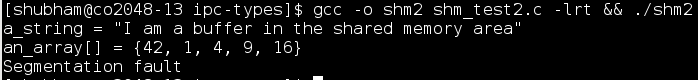 [shubham@co2048-13 ipc-types]$ gcc -o shm2 shm_test2.c -lrt && ./shm2
a_string = "I am a buffer in the shared memory area"
an_array[] = {42, 1, 4, 9, 16}
Segmentation fault